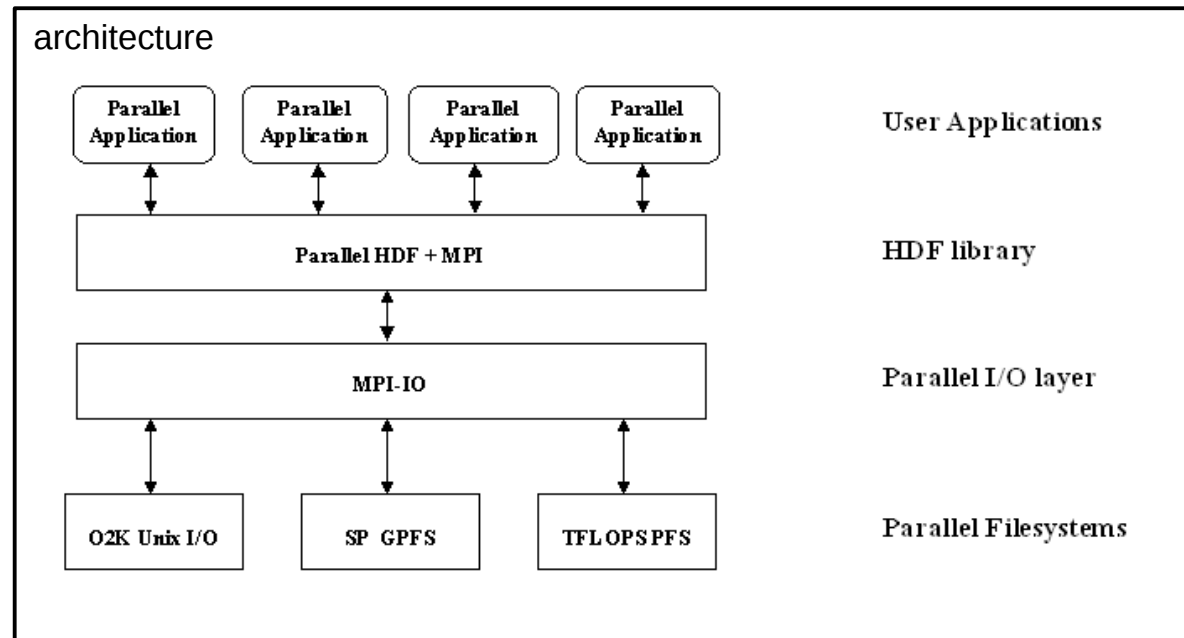 architecture
Parallel Application
Parallel Application
Parallel Application
Parallel Application
User Applications
Parallel HDF + MPI
HDF library
MPI-IO
Parallel I/O layer
O2K Unix I/O
SP GPFS
TFLOPS PFS
Parallel Filesystems